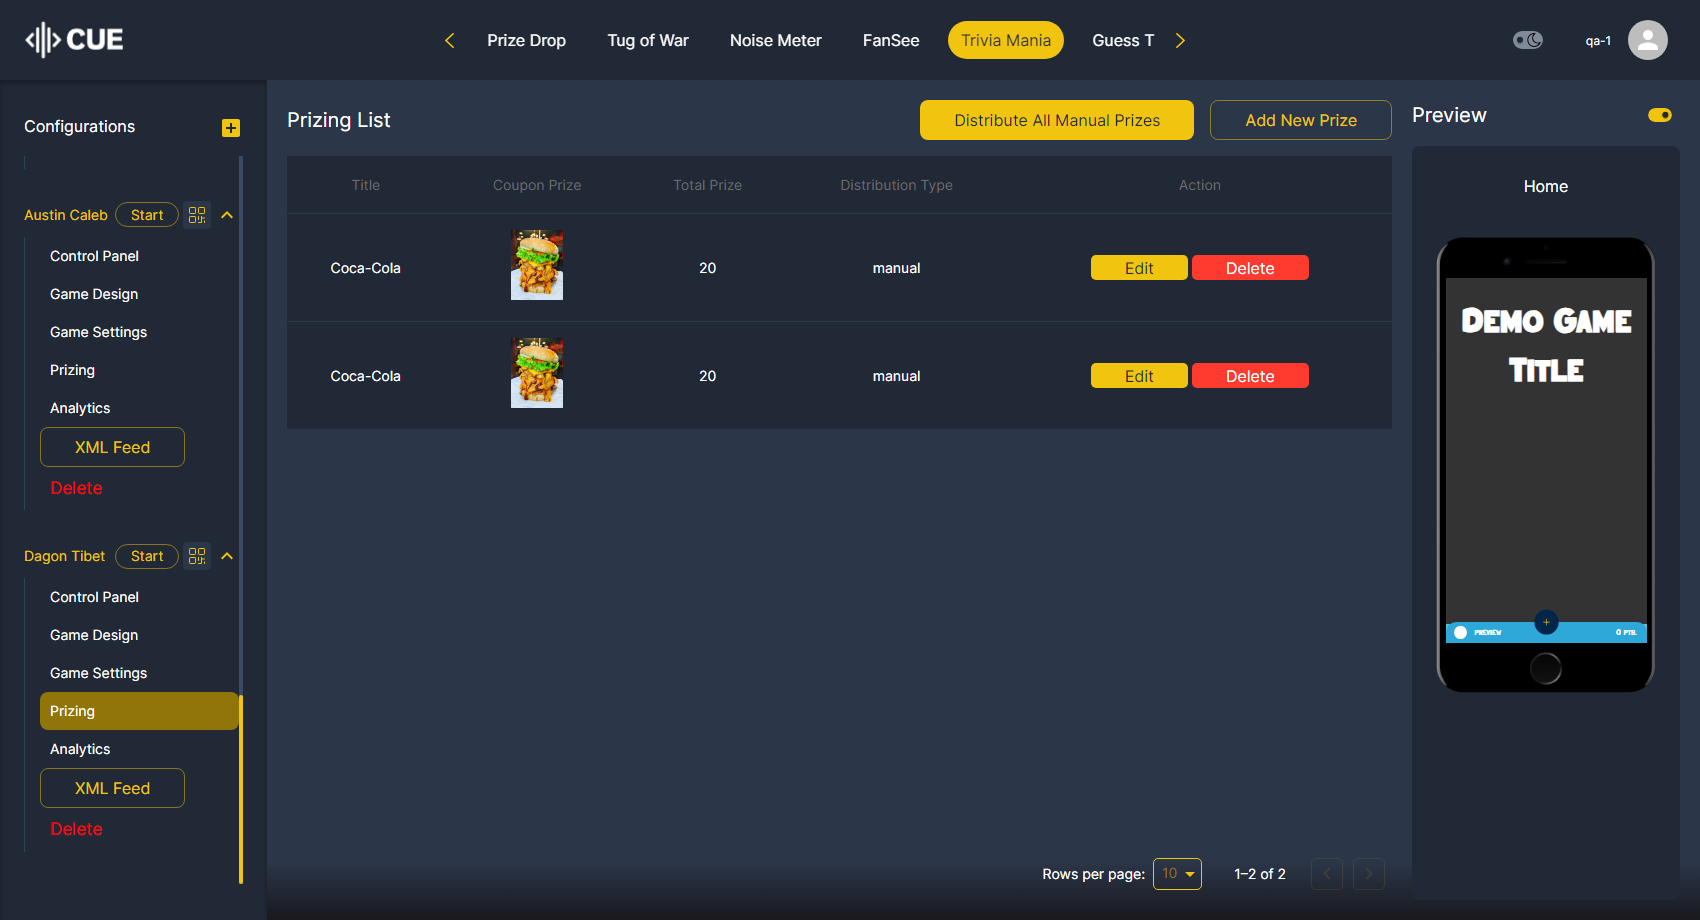 CUE
Prize Drop
Tug of War
Noise Meter
FanSee
Trivia Mania
Guess T
qa-1
Configurations
Austin Caleb
Start
Control Panel
Game Design
Game Settings
Prizing
Analytics
XML Feed
Delete
Dagon Tibet
Start
Control Panel
Game Design
Game Settings
Prizing
Analytics
XML Feed
Delete
Prizing List
Distribute All Manual Prizes
Add New Prize
Title Coupon Prize Total Prize Distribution Type Action
Coca-Cola 20 manual Edit Delete
Coca-Cola 20 manual Edit Delete
Rows per page: 10 1–2 of 2
Preview
Home
Demo Game
Title
PREVIEW
0 PTS.